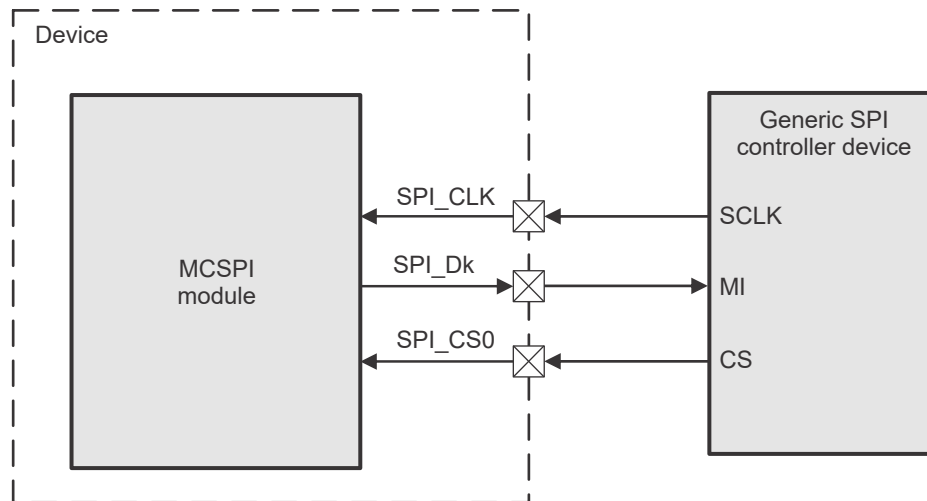 Device
Generic SPI
controller device
SPI_CLK
SCLK
MCSPI
module
SPI_Dk
MI
SPI_CS0
CS